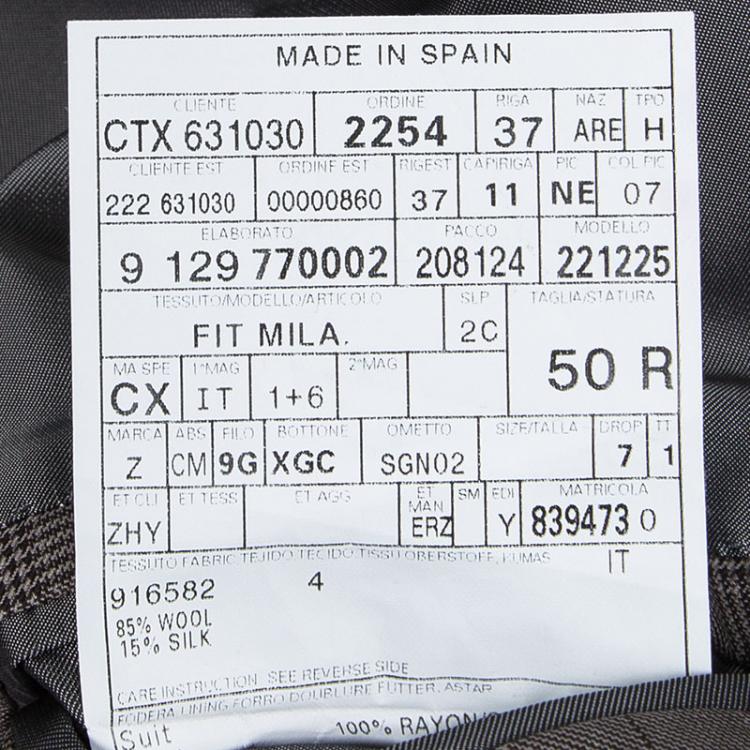 MADE IN SPAIN
CLIENTE ORDINE RIGA NAZ TPO
CTX 631030 2254 37 ARE H
CLIENTE EST ORDINE EST RIGEST CAPIRIGA PIC COL PIC
222 631030 00000860 37 11 NE 07
ELABORATO PACCO MODELLO
9 129 770002 208124 221225
TESSUTO/MODELLO/ARTICOLO SLP TAGLIA/STATURA
FIT MILA. 2C 50 R
MA SPE 1°MAG 2°MAG
CX IT 1+6
MARCA ABS FILO BOTTONE OMETTO SIZE/TALLA DROP TT
Z CM 9G XGC SGN02 7 1
ET CLI ET TESS ET AGG ET MAN SM EDI MATRICOLA
ZHY ERZ Y 839473 0
TESSUTO FABRIC TEJIDO TECIDO TISSU OBERSTOFF, KUMAS IT
916582 4
85% WOOL
15% SILK
CARE INSTRUCTION SEE REVERSE SIDE
FODERA LINING FORRO DOUBLURE FUTTER, ASTAR
Suit 100% RAYON